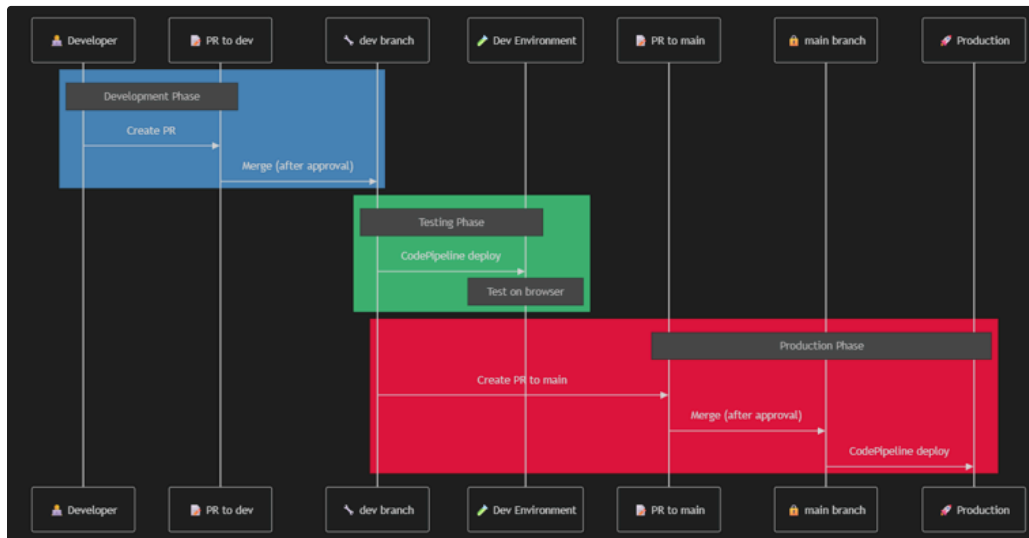 Developer
PR to dev
dev branch
Dev Environment
PR to main
main branch
Production
Development Phase
Create PR
Merge (after approval)
Testing Phase
CodePipeline deploy
Test on browser
Production Phase
Create PR to main
Merge (after approval)
CodePipeline deploy
Developer
PR to dev
dev branch
Dev Environment
PR to main
main branch
Production